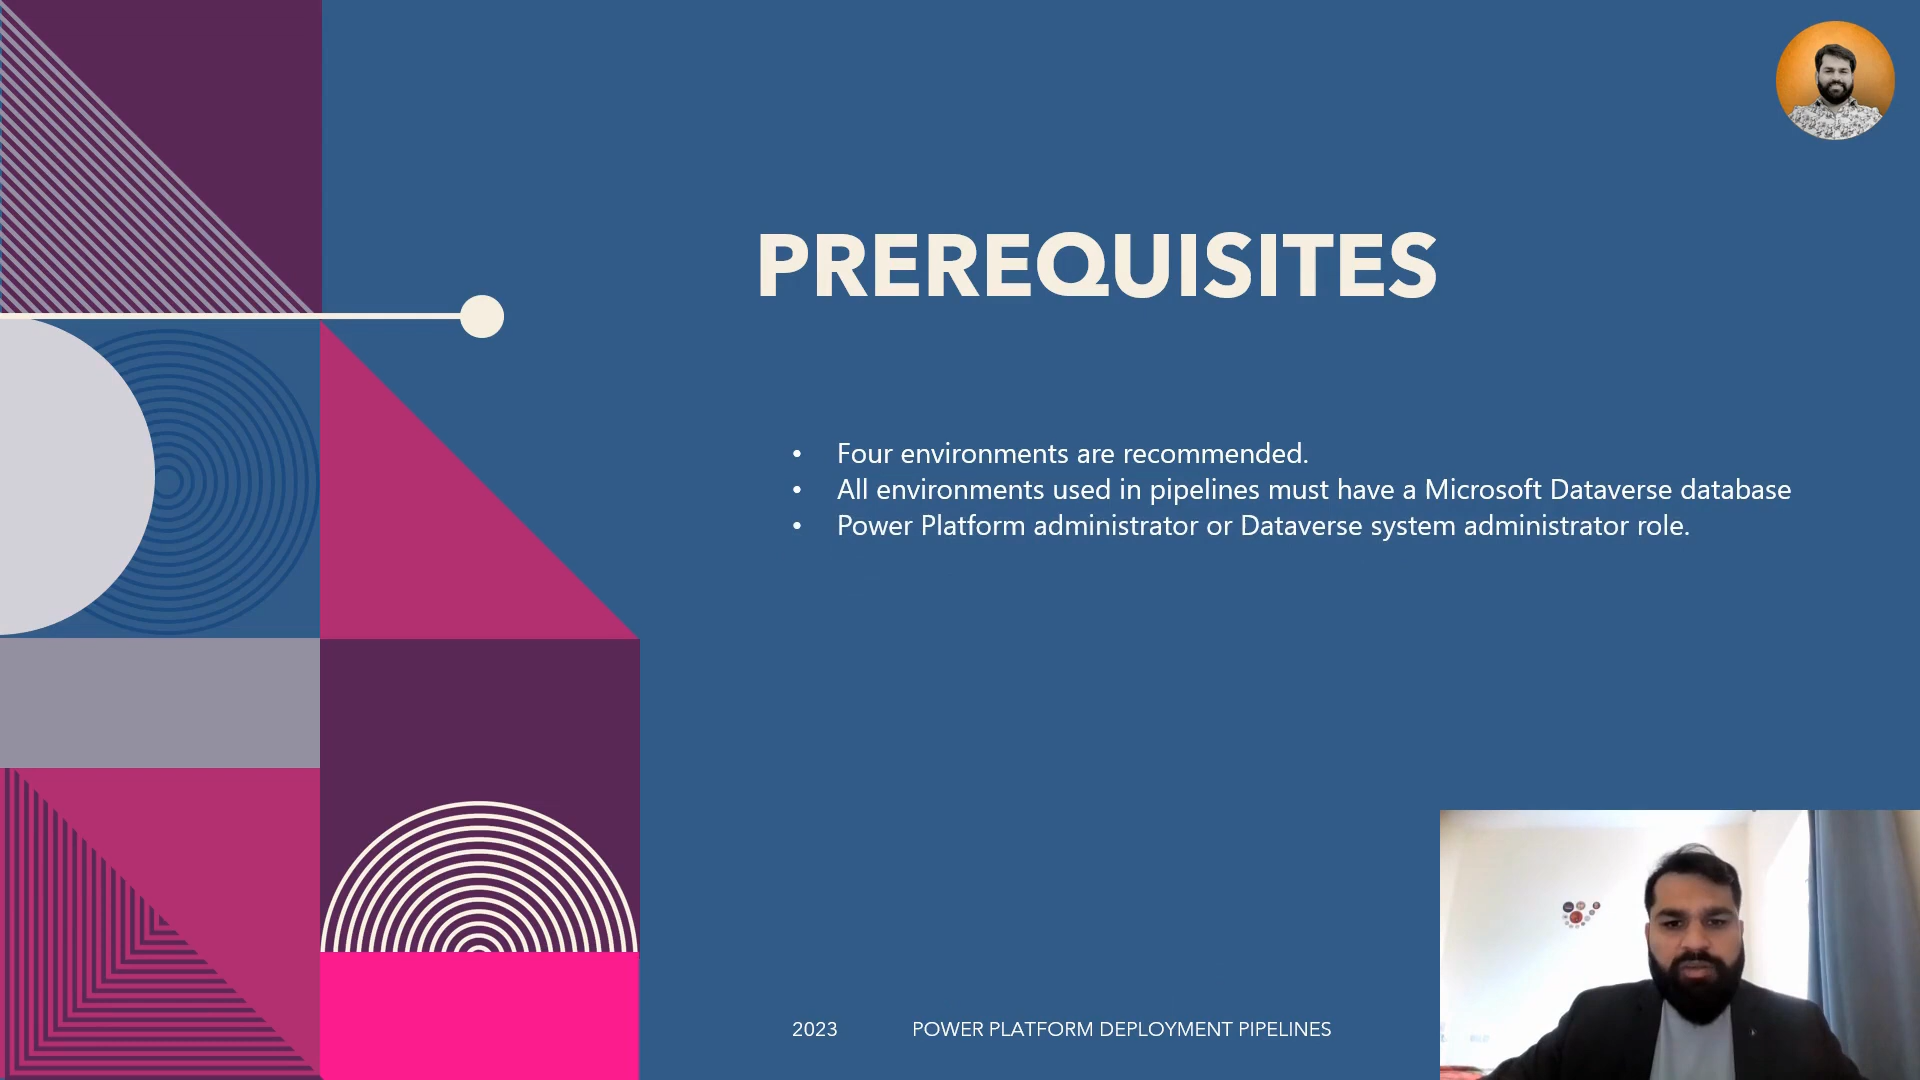 PREREQUISITES
• Four environments are recommended.
• All environments used in pipelines must have a Microsoft Dataverse database
• Power Platform administrator or Dataverse system administrator role.
2023 POWER PLATFORM DEPLOYMENT PIPELINES